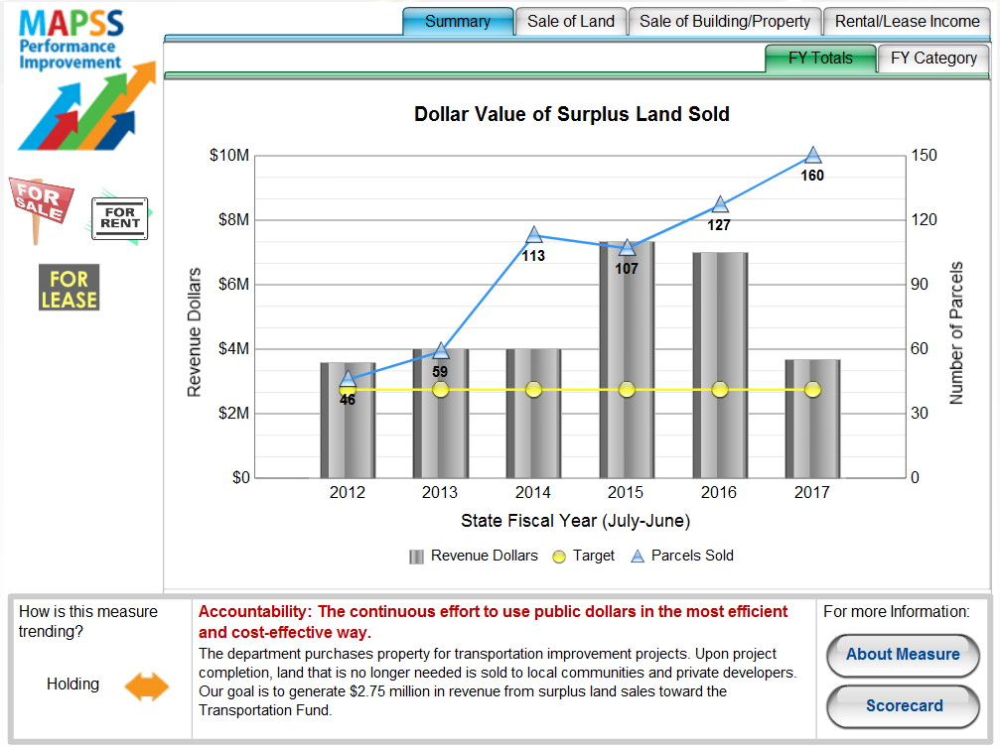 MAPSS
Performance
Improvement
Summary
Sale of Land
Sale of Building/Property
Rental/Lease Income
FY Totals
FY Category
FOR
SALE
FOR
RENT
FOR
LEASE
Dollar Value of Surplus Land Sold
Revenue Dollars
$10M
$8M
$6M
$4M
$2M
$0
46
59
113
107
127
160
150
120
90
60
30
0
Number of Parcels
2012
2013
2014
2015
2016
2017
State Fiscal Year (July-June)
Revenue Dollars
Target
Parcels Sold
How is this measure
trending?
Holding
Accountability: The continuous effort to use public dollars in the most efficient
and cost-effective way.
The department purchases property for transportation improvement projects. Upon project
completion, land that is no longer needed is sold to local communities and private developers.
Our goal is to generate $2.75 million in revenue from surplus land sales toward the
Transportation Fund.
For more Information:
About Measure
Scorecard